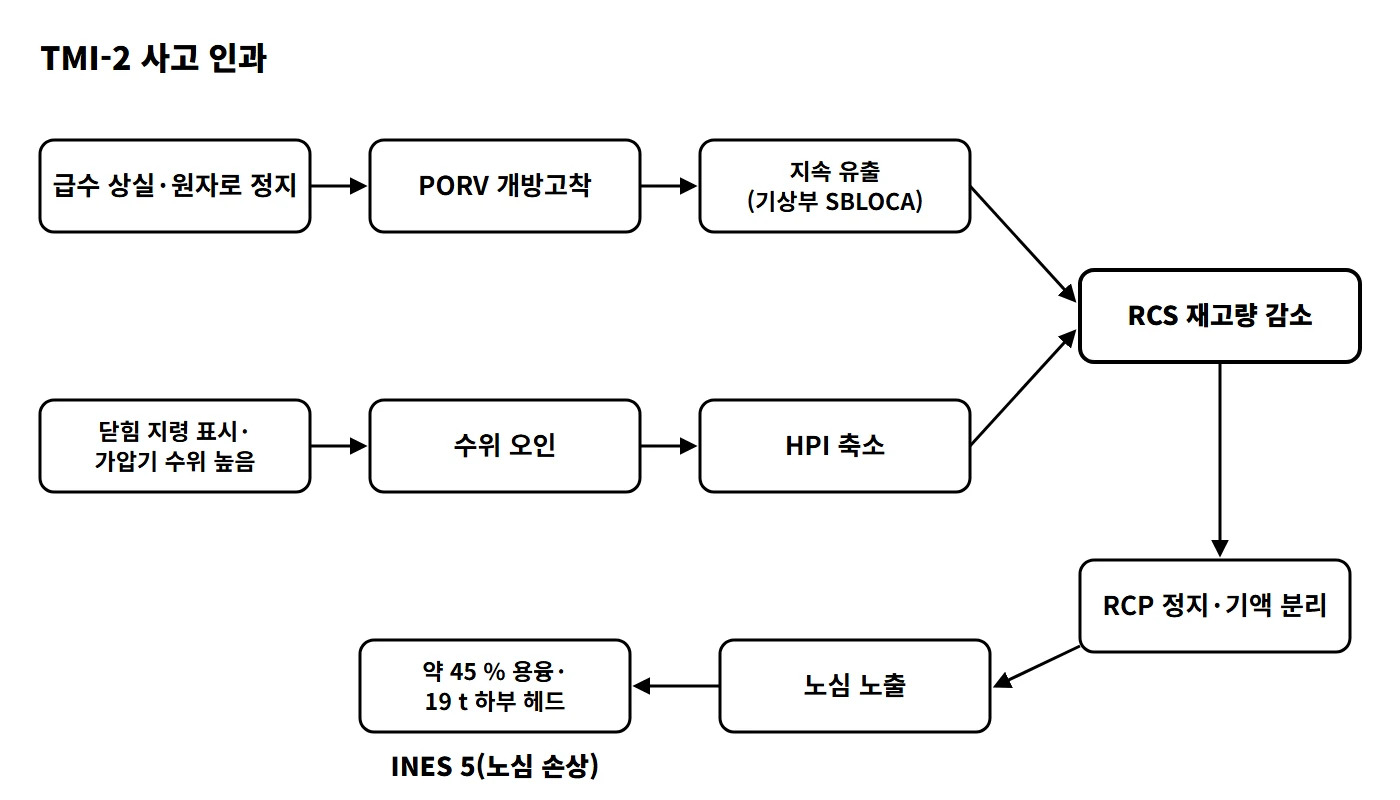 TMI-2 사고 인과
급수 상실·원자로 정지
PORV 개방고착
지속 유출
(기상부 SBLOCA)
RCS 재고량 감소
닫힘 지령 표시·
가압기 수위 높음
수위 오인
HPI 축소
RCP 정지·기액 분리
노심 노출
약 45 % 용융·
19 t 하부 헤드
INES 5(노심 손상)